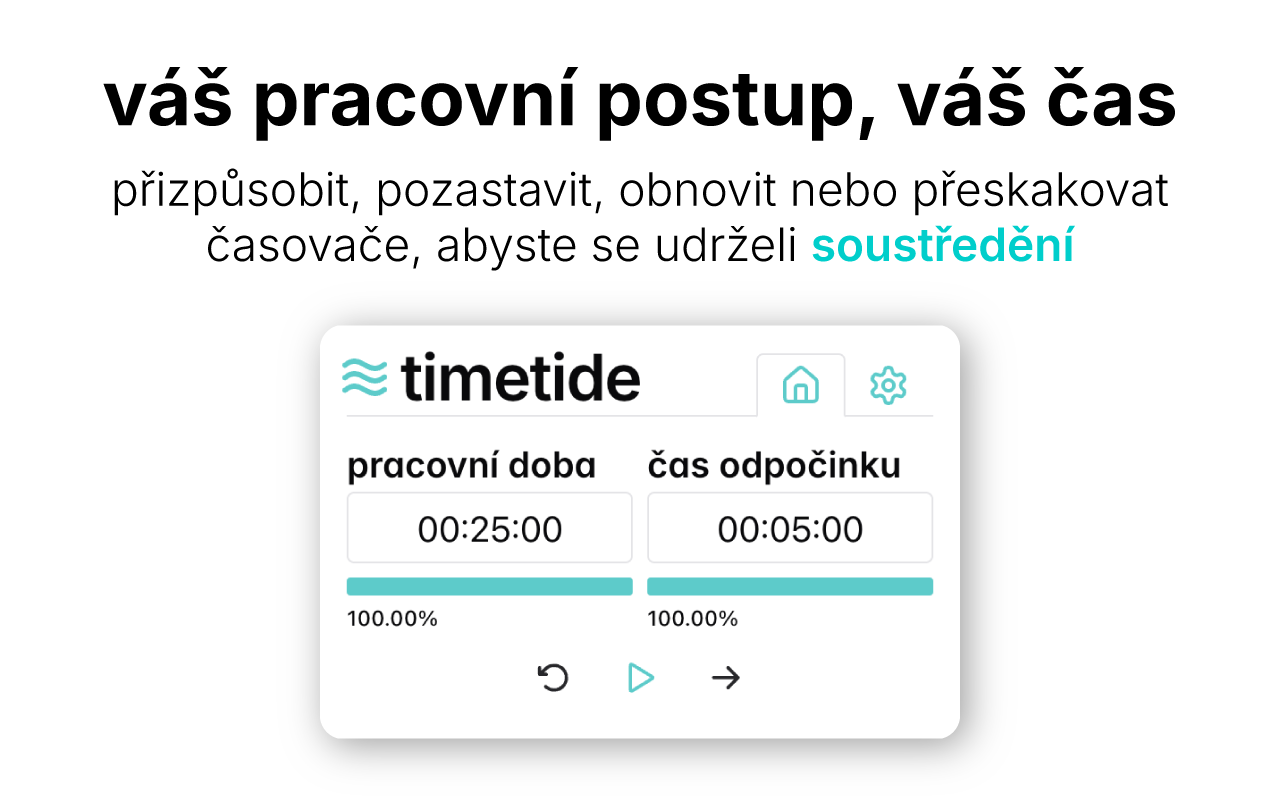 váš pracovní postup, váš čas
přizpůsobit, pozastavit, obnovit nebo přeskakovat
časovače, abyste se udrželi soustředění
timetide
pracovní doba
00:25:00
100.00%
čas odpočinku
00:05:00
100.00%